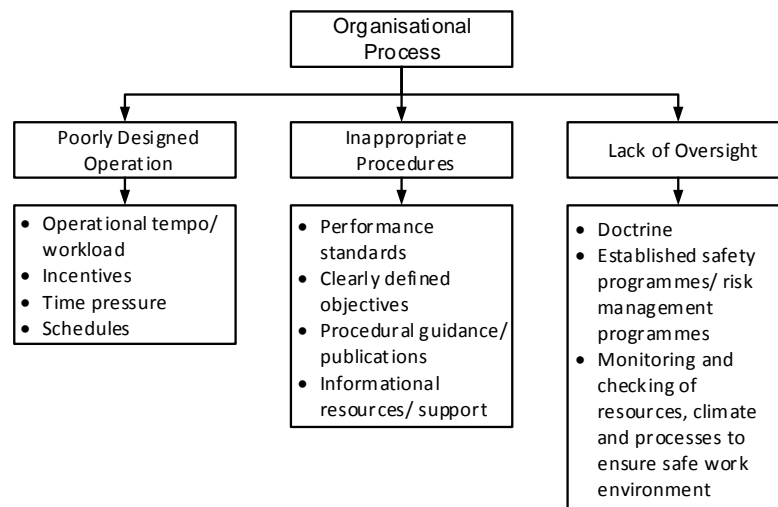 Organisational
Process
Poorly Designed
Operation
Inappropriate
Procedures
Lack of Oversight
• Operational tempo/
workload
• Incentives
• Time pressure
• Schedules
• Performance
standards
• Clearly defined
objectives
• Procedural guidance/
publications
• Informational
resources/ support
• Doctrine
• Established safety
programmes/ risk
management
programmes
• Monitoring and
checking of
resources, climate
and processes to
ensure safe work
environment